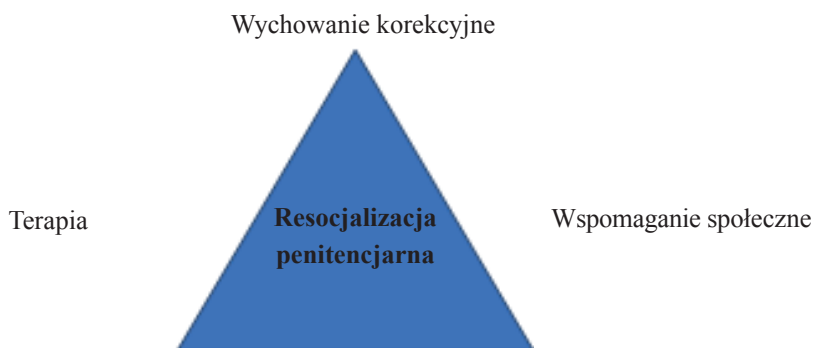 Wychowanie korekcyjne
Terapia
Resocjalizacja
penitencjarna
Wspomaganie społeczne